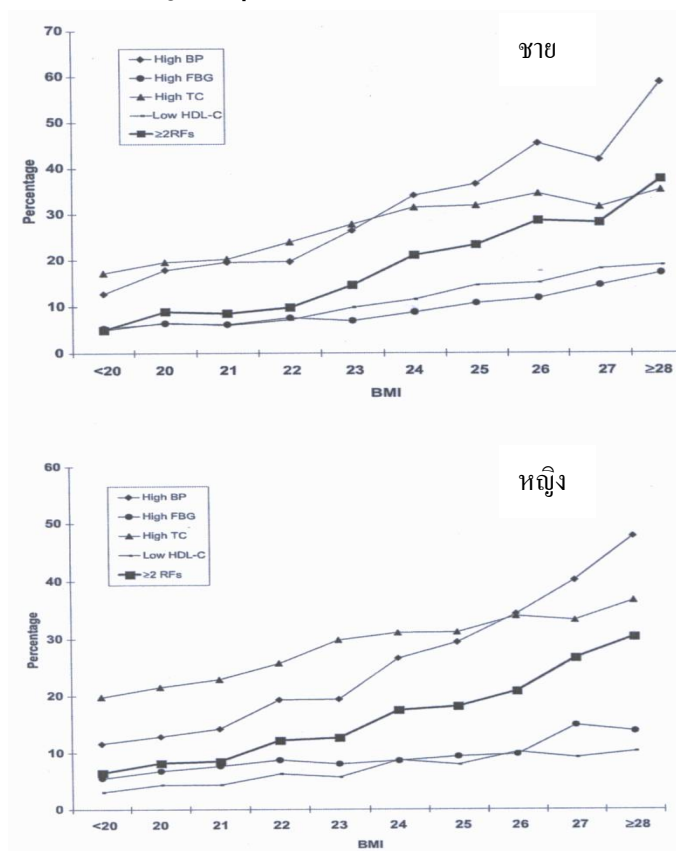 70
ชาย
60
50
40
30
20
10
0
Percentage
High BP
High FBG
High TC
Low HDL-C
≥2RFs
<20 20 21 22 23 24 25 26 27 ≥28
BMI
60
หญิง
50
40
30
20
10
0
Percentage
High BP
High FBG
High TC
Low HDL-C
≥2 RFs
<20 20 21 22 23 24 25 26 27 ≥28
BMI